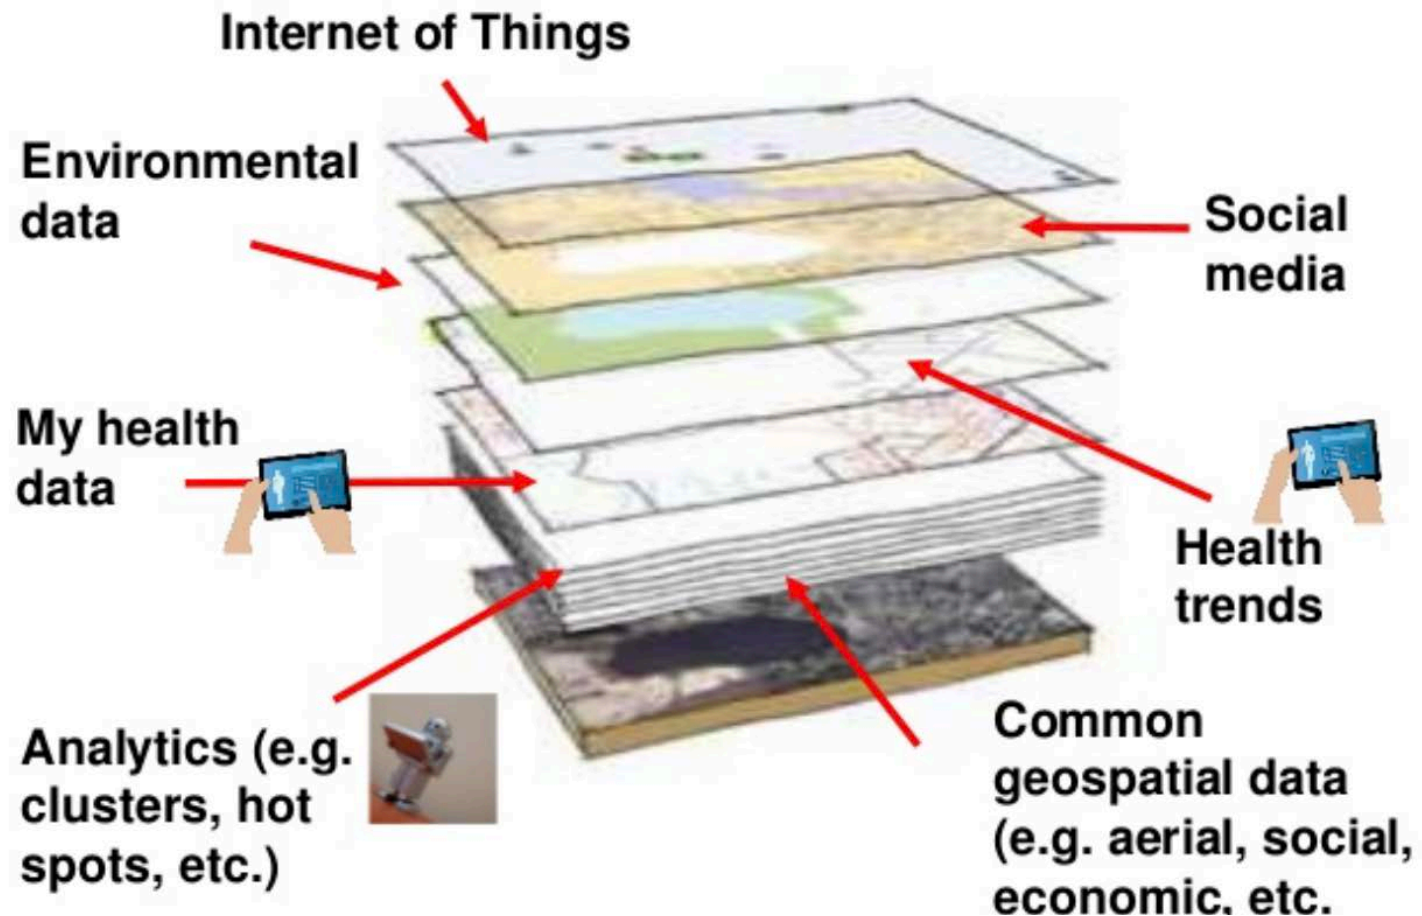 Internet of Things
Environmental
data
Social
media
My health
data
Health
trends
Analytics (e.g.
clusters, hot
spots, etc.)
Common
geospatial data
(e.g. aerial, social,
economic, etc.